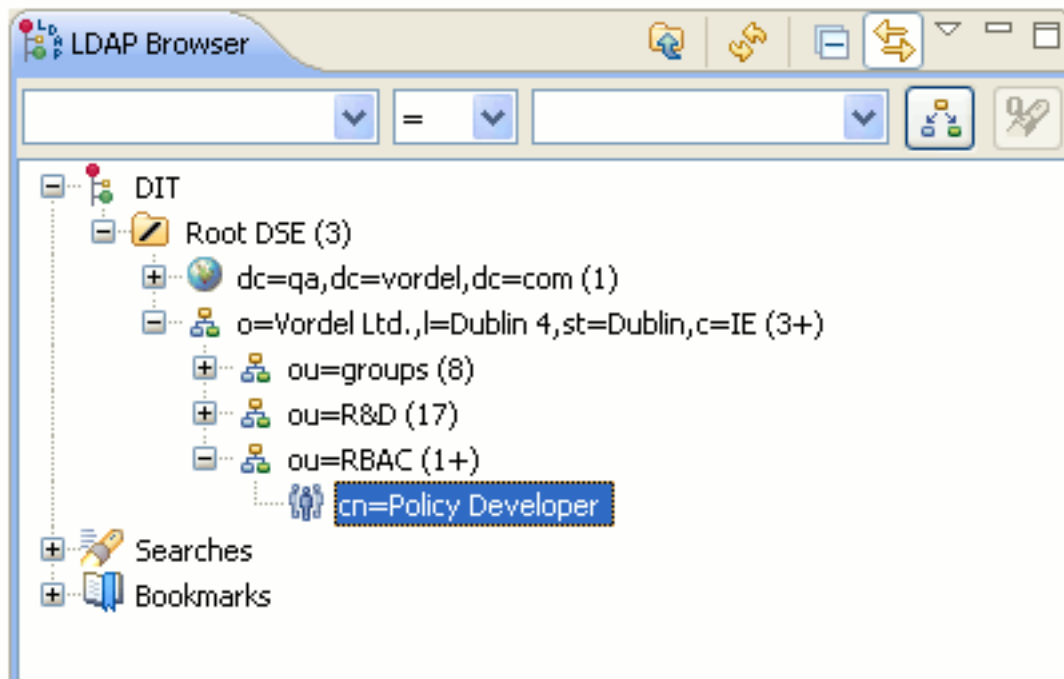 LDAP Browser
=
DIT
Root DSE (3)
dc=qa,dc=vordel,dc=com (1)
o=Vordel Ltd.,l=Dublin 4,st=Dublin,c=IE (3+)
ou=groups (8)
ou=R&D (17)
ou=RBAC (1+)
cn=Policy Developer
Searches
Bookmarks